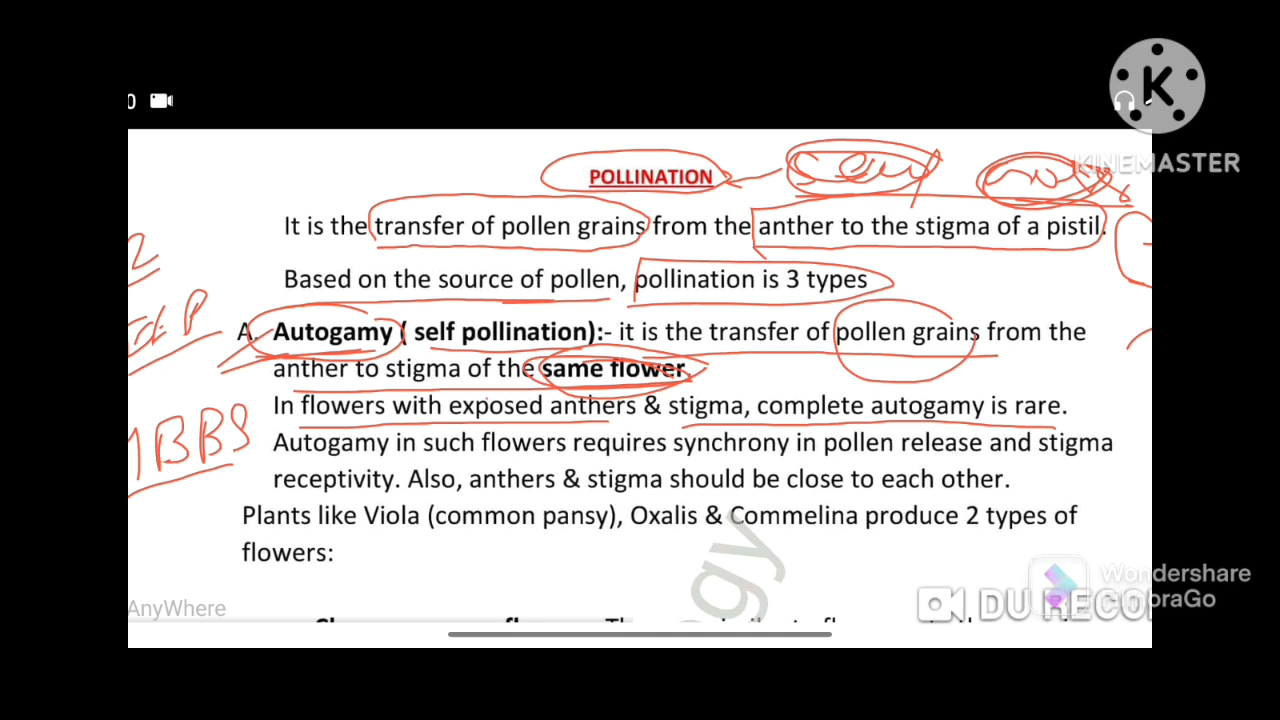 KINEMASTER
POLLINATION
It is the transfer of pollen grains from the anther to the stigma of a pistil.
Based on the source of pollen, pollination is 3 types
A. Autogamy ( self pollination):- it is the transfer of pollen grains from the
anther to stigma of the same flower.
In flowers with exposed anthers & stigma, complete autogamy is rare.
Autogamy in such flowers requires synchrony in pollen release and stigma
receptivity. Also, anthers & stigma should be close to each other.
Plants like Viola (common pansy), Oxalis & Commelina produce 2 types of
flowers:
MBBS
AnyWhere
Wondershare
DU RECO